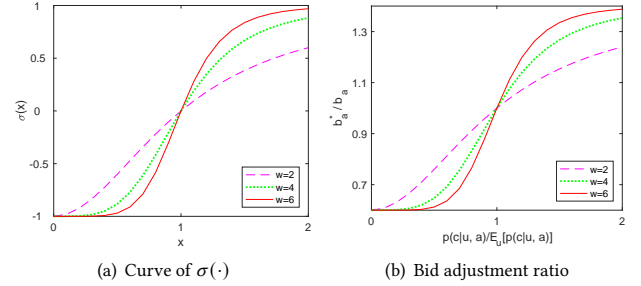 1
0.5
0
-0.5
-1
0
1
2
σ(x)
x
w=2
w=4
w=6
(a) Curve of σ(·)
1.3
1.1
0.9
0.7
0
1
2
b*a / ba
p(c|u, a)/Eu[p(c|u, a)]
w=2
w=4
w=6
(b) Bid adjustment ratio